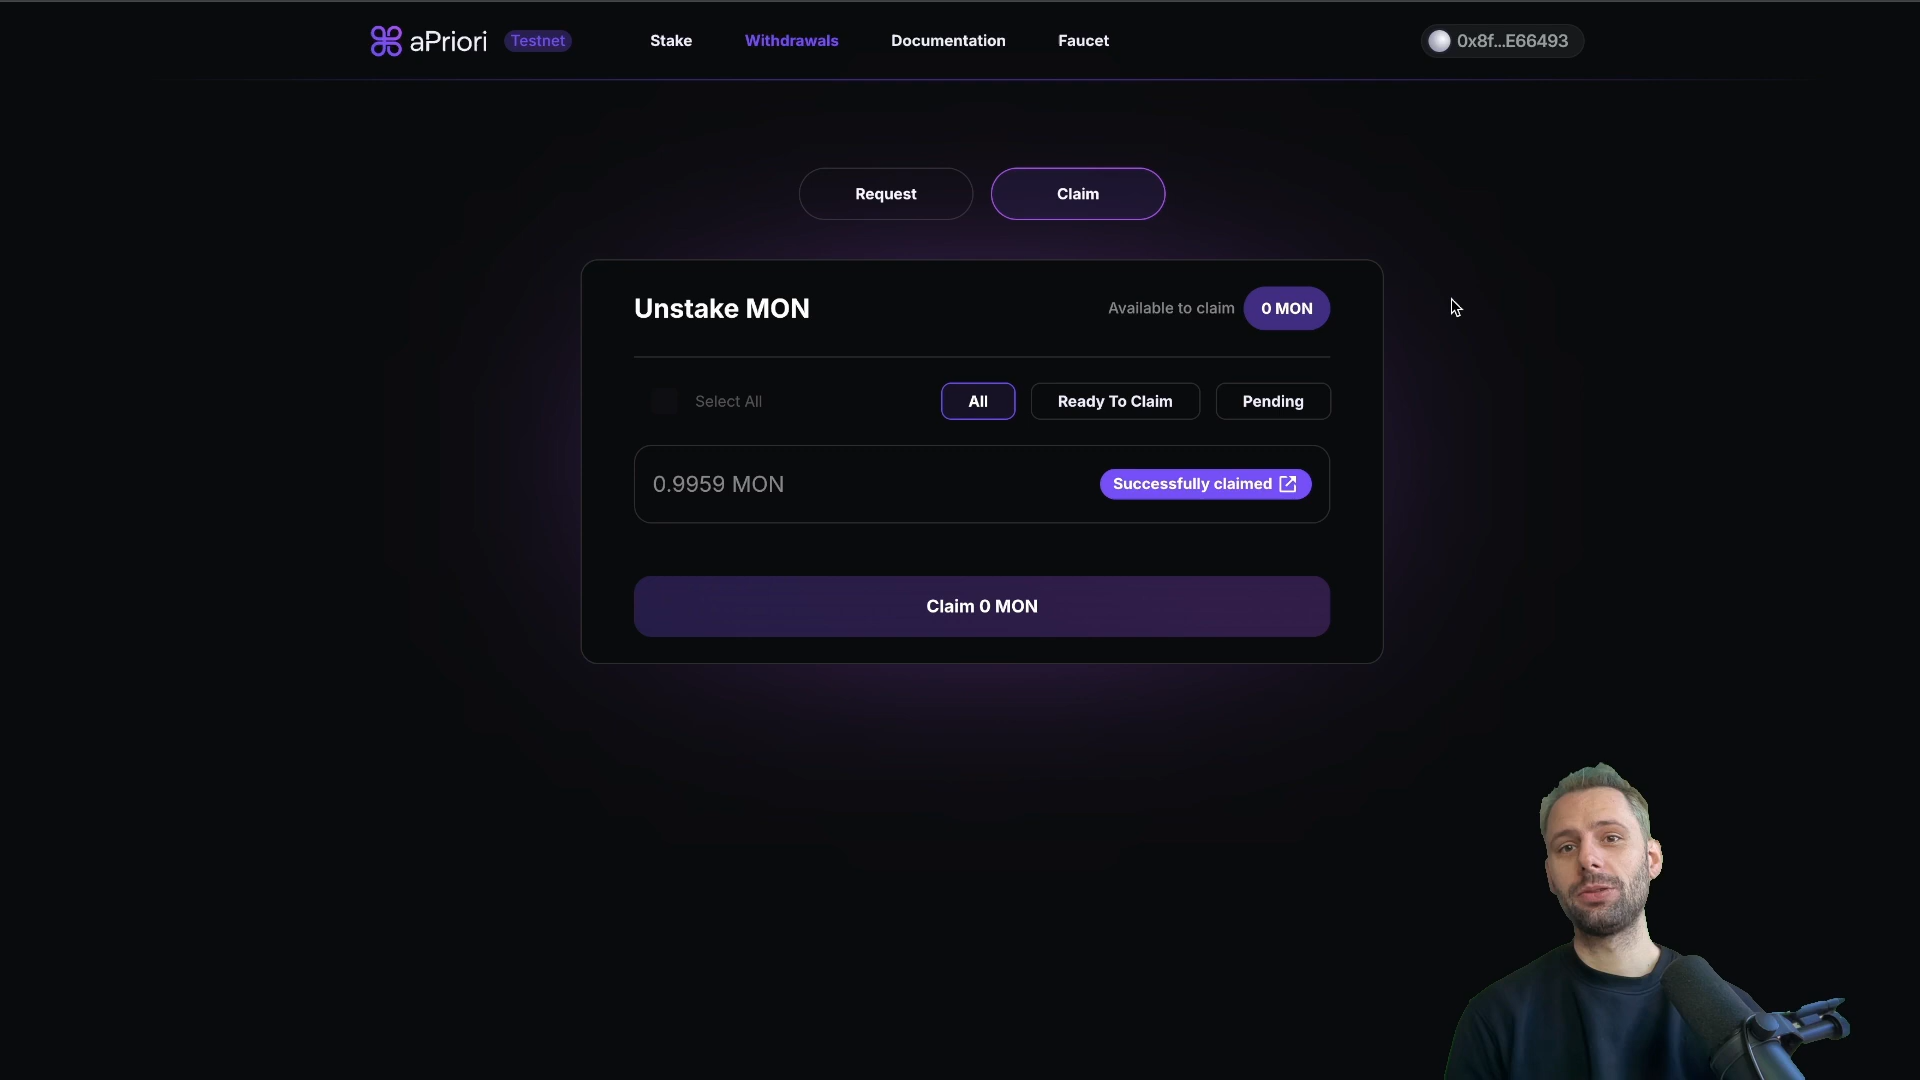 aPriori Testnet Stake Withdrawals Documentation Faucet 0x8f...E66493
Request Claim
Unstake MON Available to claim 0 MON
Select All All Ready To Claim Pending
0.9959 MON Successfully claimed
Claim 0 MON